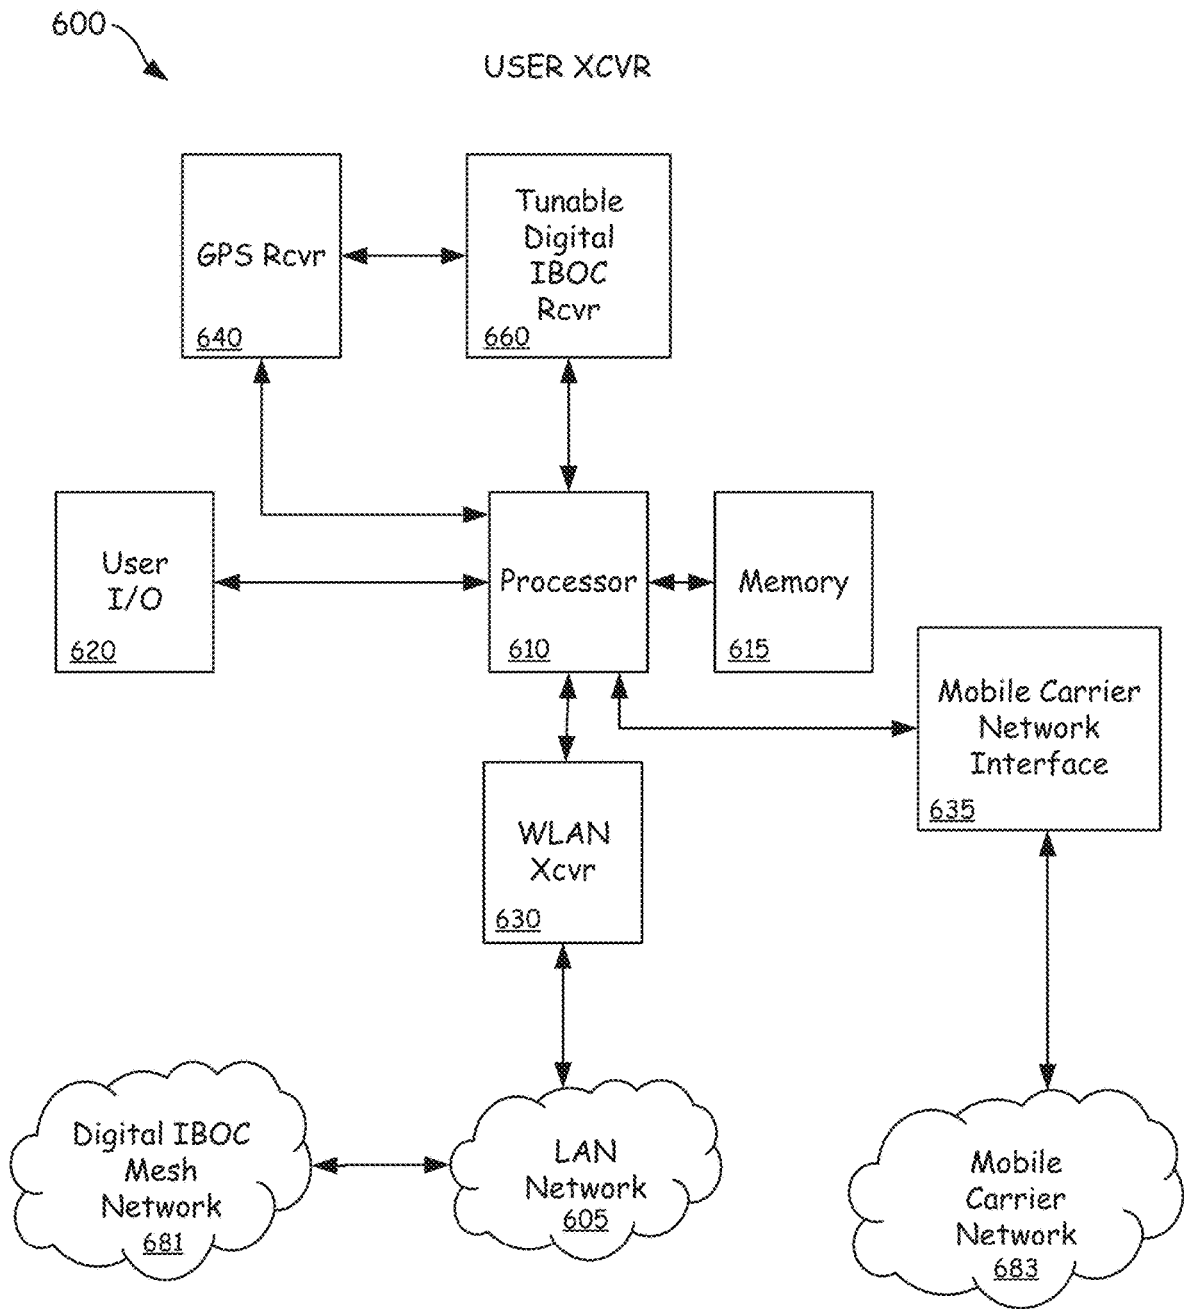 600
USER XCVR
GPS Rcvr
640
Tunable
Digital
IBOC
Rcvr
660
User
I/O
620
Processor
610
Memory
615
Mobile Carrier
Network
Interface
635
WLAN
Xcvr
630
Digital IBOC
Mesh
Network
681
LAN
Network
605
Mobile
Carrier
Network
683